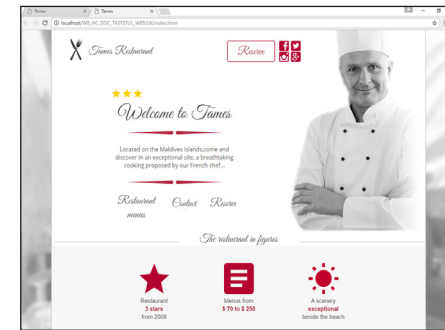 Tames
Tames
localhost/WB_HC_DOC_TASTEFUL_WEB/UK/index.html
Tames Restaurant
Reserve
Welcome to Tames
Located on the Maldives islands,come and
discover in an exceptional site, a breathtaking
cooking proposed by our French chef...
Restaurant
menus
Contact
Reserve
The restaurant in figures
Restaurant
3 stars
from 2006
Menus from
$ 70 to $ 250
A scenery
exceptional
beside the beach